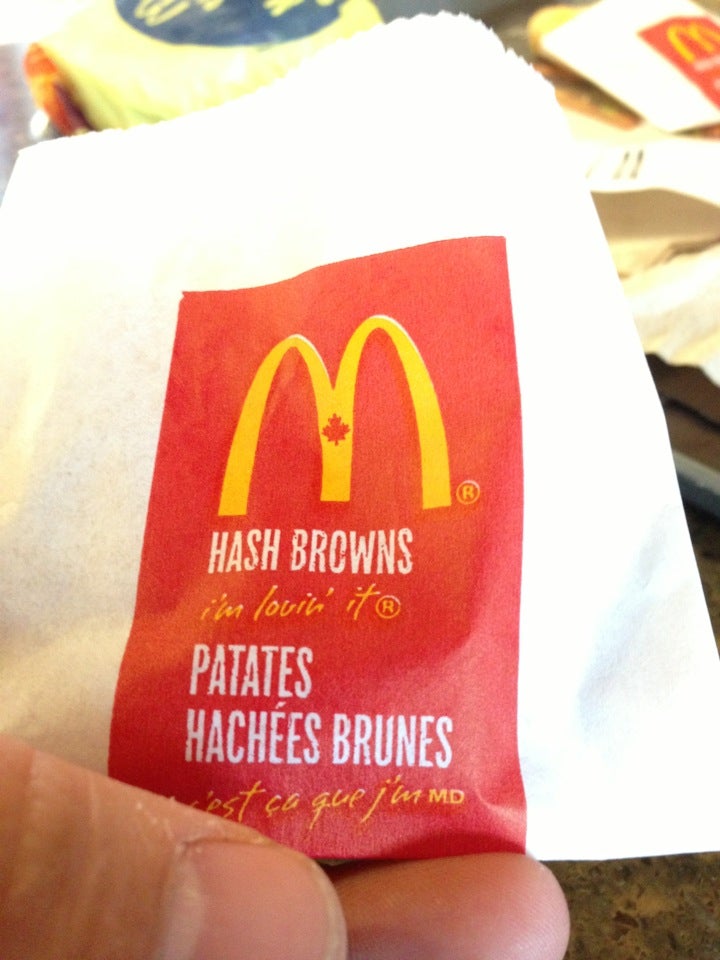 ®
HASH BROWNS
i'm lovin' it®
PATATES
HACHÉES BRUNES
c'est ça que j'm MD